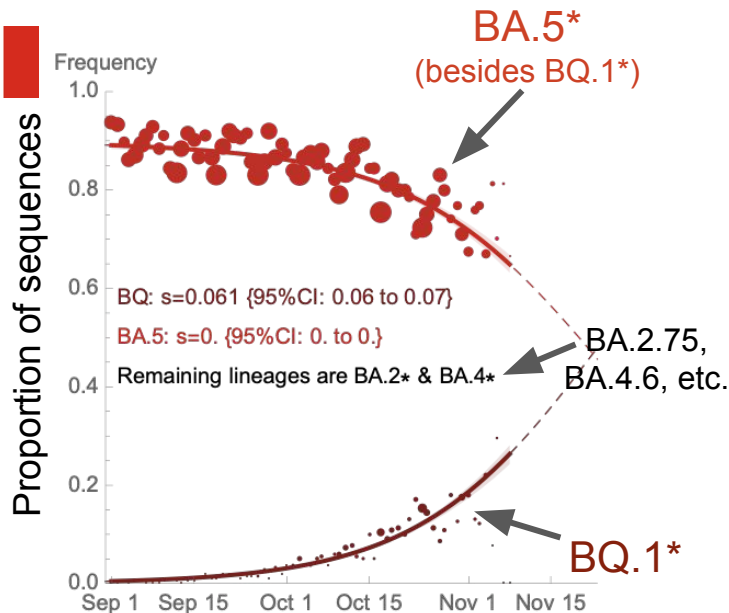 BA.5*
(besides BQ.1*)
Frequency
Proportion of sequences
1.0
0.8
0.6
0.4
0.2
0.0
BQ: s=0.061 {95%CI: 0.06 to 0.07}
BA.5: s=0. {95%CI: 0. to 0.}
Remaining lineages are BA.2* & BA.4*
BA.2.75,
BA.4.6, etc.
BQ.1*
Sep 1 Sep 15 Oct 1 Oct 15 Nov 1 Nov 15